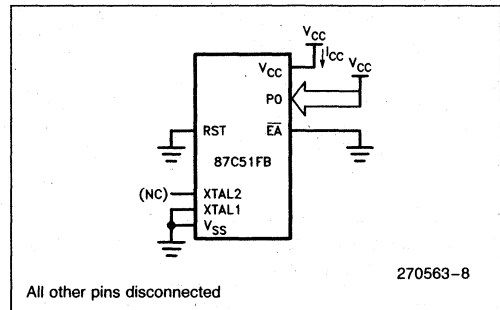 VCC
ICC
VCC
VCC
P0
RST
EA
87C51FB
(NC)
XTAL2
XTAL1
VSS
270563-8
All other pins disconnected